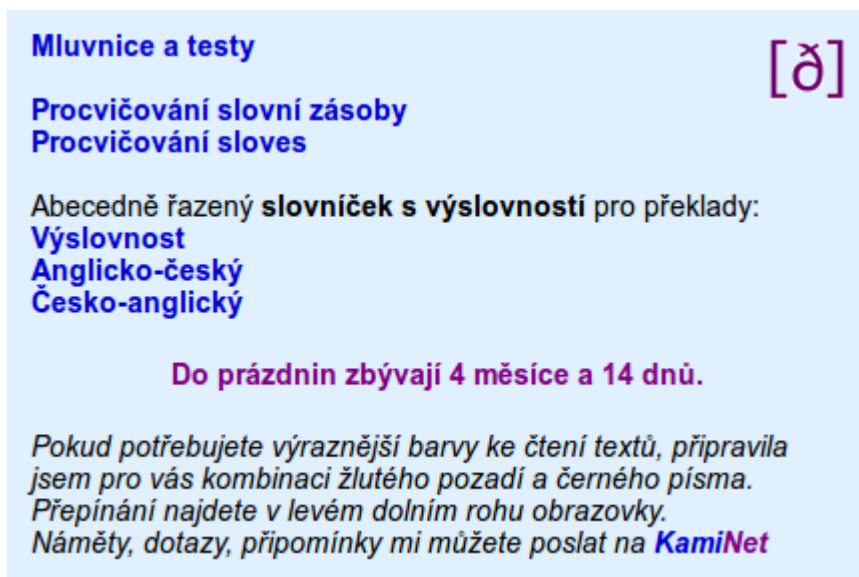 Mluvnice a testy
[ð]
Procvičování slovní zásoby
Procvičování sloves
Abecedně řazený slovníček s výslovností pro překlady:
Výslovnost
Anglicko-český
Česko-anglický
Do prázdnin zbývají 4 měsíce a 14 dnů.
Pokud potřebujete výraznější barvy ke čtení textů, připravila
jsem pro vás kombinaci žlutého pozadí a černého písma.
Přepínání najdete v levém dolním rohu obrazovky.
Náměty, dotazy, připomínky mi můžete poslat na KamiNet